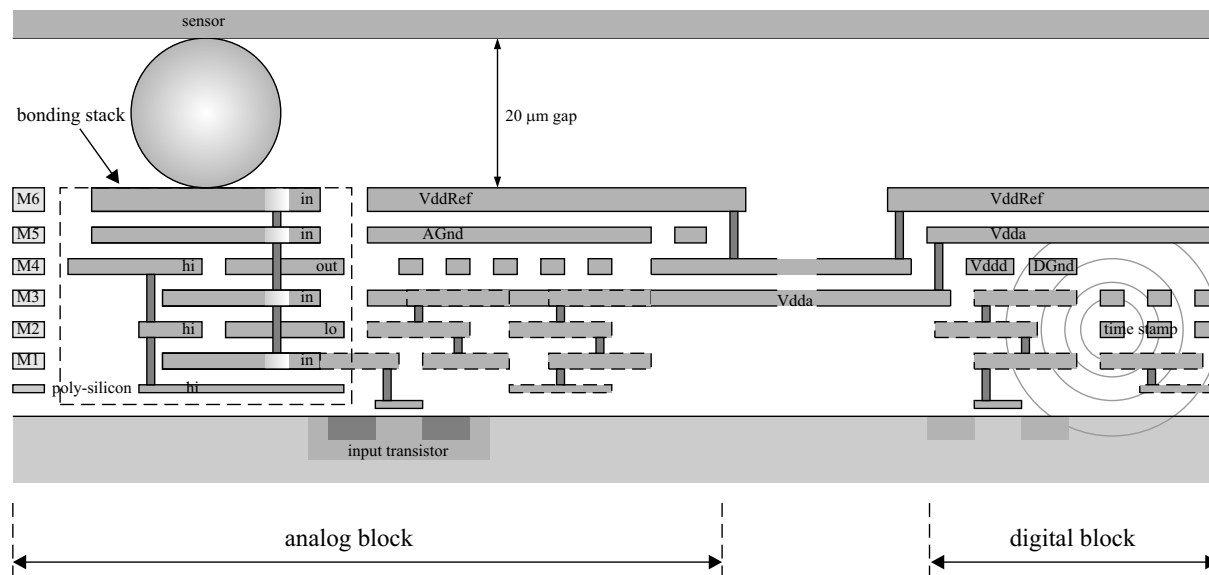 sensor
bonding stack
20 μm gap
M6 in VddRef VddRef
M5 in AGnd Vdda
M4 hi out Vddd DGnd
M3 in Vdda
M2 hi lo time stamp
M1 in
poly-silicon hi
input transistor
analog block digital block